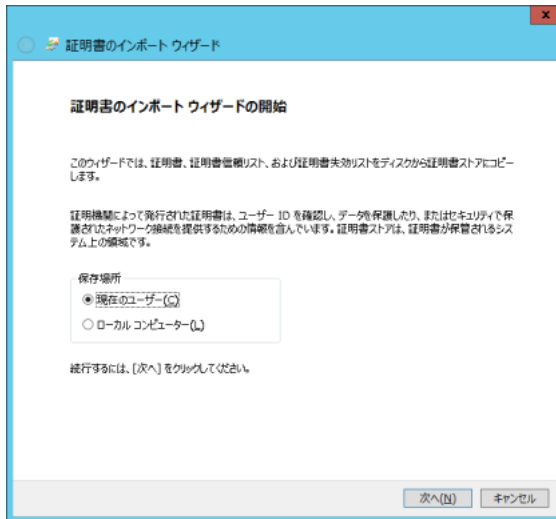 x
証明書のインポート ウィザード
証明書のインポート ウィザードの開始
このウィザードでは、証明書、証明書信頼リスト、および証明書失効リストをディスクから証明書ストアにコピー
します。
証明機関によって発行された証明書は、ユーザー ID を確認し、データを保護したり、またはセキュリティで保
護されたネットワーク接続を提供するための情報を含んでいます。証明書ストアは、証明書が保管されるシス
テム上の領域です。
保存場所
現在のユーザー(C)
ローカル コンピューター(L)
続行するには、[次へ] をクリックしてください。
次へ(N) キャンセル